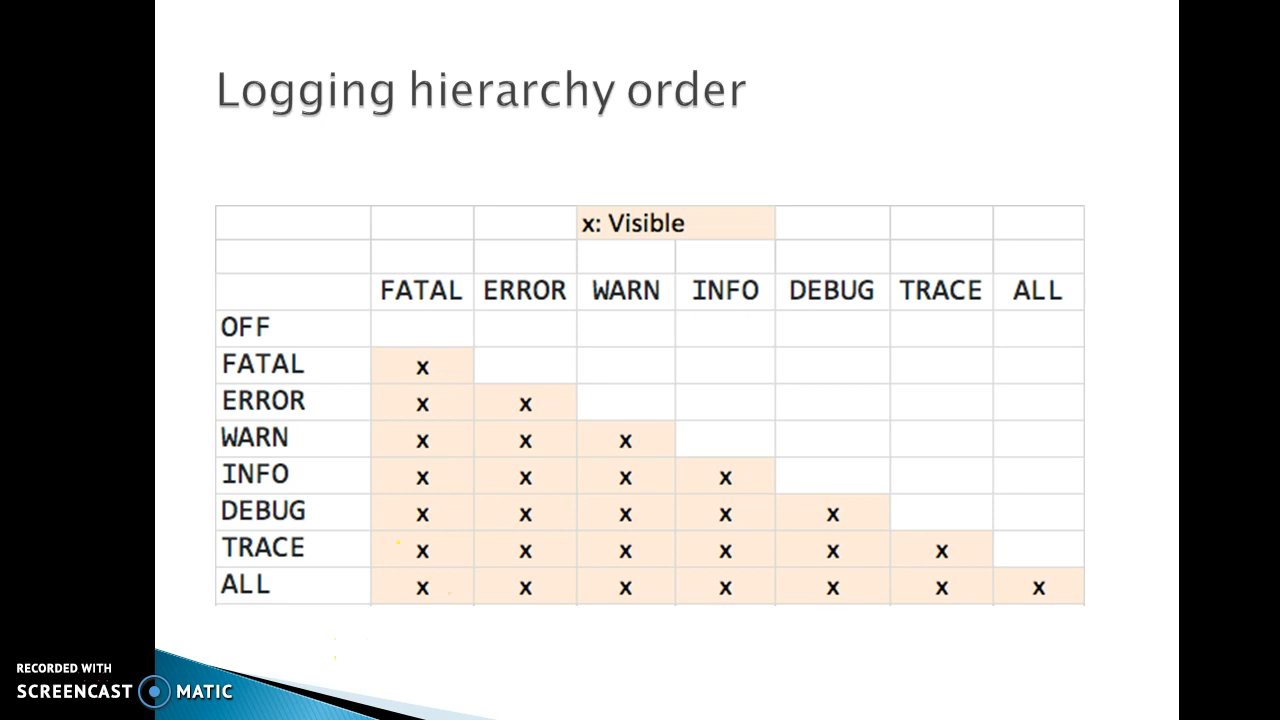 Logging hierarchy order
x: Visible
FATAL ERROR WARN INFO DEBUG TRACE ALL
OFF
FATAL x
ERROR x x
WARN x x x
INFO x x x x
DEBUG x x x x x
TRACE x x x x x x
ALL x x x x x x x
RECORDED WITH
SCREENCAST MATIC